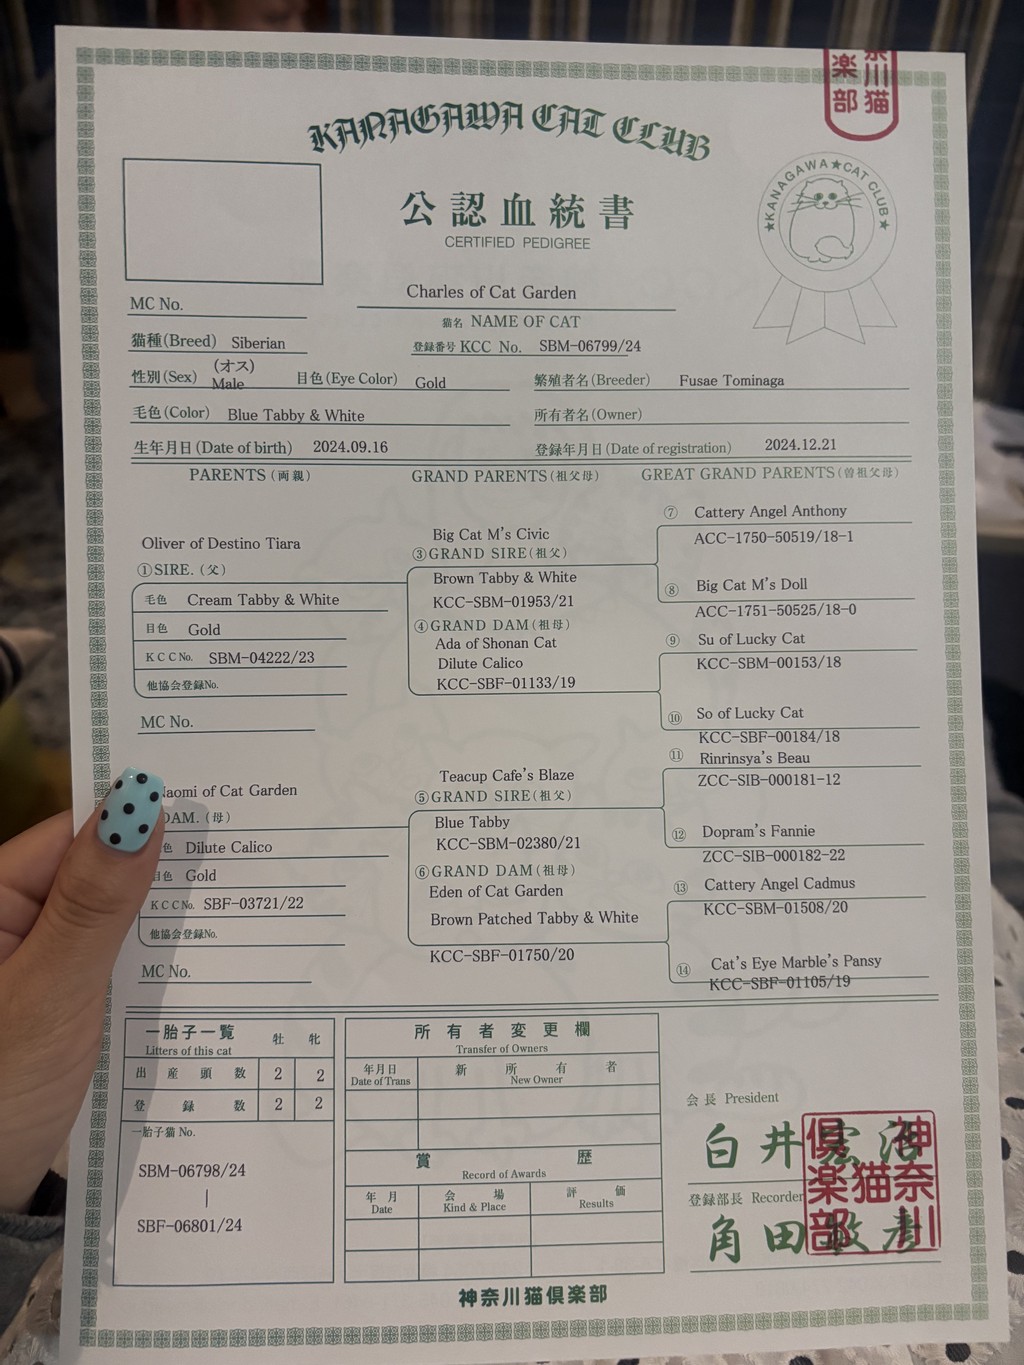 奈川猫
楽部
KANAGAWA CAT CLUB
★KANAGAWA★CAT CLUB★
公認血統書
CERTIFIED PEDIGREE
Charles of Cat Garden
MC No.
猫名 NAME OF CAT
猫種(Breed) Siberian
登録番号 KCC No. SBM-06799/24
性別(Sex) (オス) Male 目色(Eye Color) Gold
繁殖者名(Breeder) Fusae Tominaga
毛色(Color) Blue Tabby & White
所有者名(Owner)
生年月日(Date of birth) 2024.09.16
登録年月日(Date of registration) 2024.12.21
PARENTS(両親) GRAND PARENTS(祖父母) GREAT GRAND PARENTS(曽祖父母)
Oliver of Destino Tiara
①SIRE.(父)
毛色 Cream Tabby & White
目色 Gold
KCC No. SBM-04222/23
他協会登録No.
MC No.
Naomi of Cat Garden
DAM.(母)
色 Dilute Calico
目色 Gold
KCC No. SBF-03721/22
他協会登録No.
MC No.
Big Cat M's Civic
③GRAND SIRE(祖父)
Brown Tabby & White
KCC-SBM-01953/21
④GRAND DAM(祖母)
Ada of Shonan Cat
Dilute Calico
KCC-SBF-01133/19
Teacup Cafe's Blaze
⑤GRAND SIRE(祖父)
Blue Tabby
KCC-SBM-02380/21
⑥GRAND DAM(祖母)
Eden of Cat Garden
Brown Patched Tabby & White
KCC-SBF-01750/20
⑦ Cattery Angel Anthony
ACC-1750-50519/18-1
⑧ Big Cat M's Doll
ACC-1751-50525/18-0
⑨ Su of Lucky Cat
KCC-SBM-00153/18
⑩ So of Lucky Cat
KCC-SBF-00184/18
⑪ Rinrinsya's Beau
ZCC-SIB-000181-12
⑫ Dopram's Fannie
ZCC-SIB-000182-22
⑬ Cattery Angel Cadmus
KCC-SBM-01508/20
⑭ Cat's Eye Marble's Pansy
KCC-SBF-01105/19
一胎子一覧 牡 牝
Litters of this cat
出産頭数 2 2
登録数 2 2
一胎子猫 No.
SBM-06798/24
|
SBF-06801/24
所有者変更欄
Transfer of Owners
年月日 新所有者
Date of Trans New Owner
賞歴
Record of Awards
年月 会場 評価
Date Kind & Place Results
会長 President
白井
登録部長 Recorder
角田敏彦
神奈川猫倶楽部
神奈川猫倶楽部